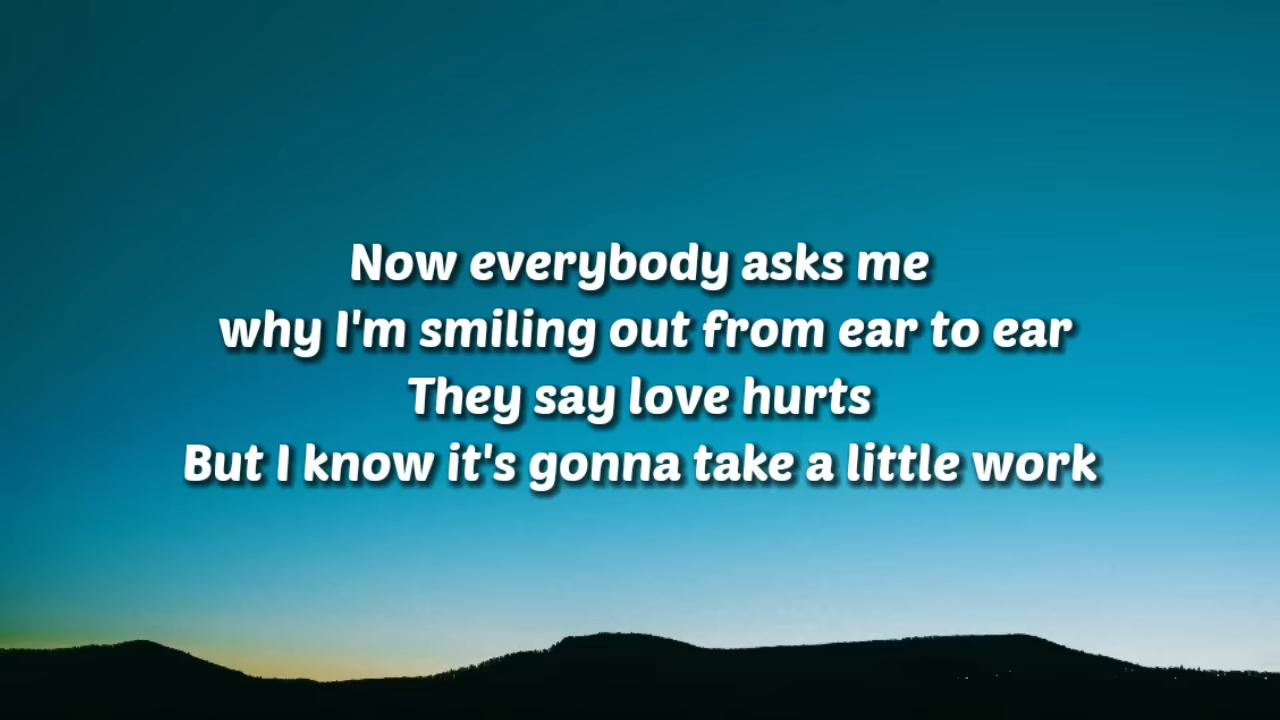 Now everybody asks me
why I'm smiling out from ear to ear
They say love hurts
But I know it's gonna take a little work